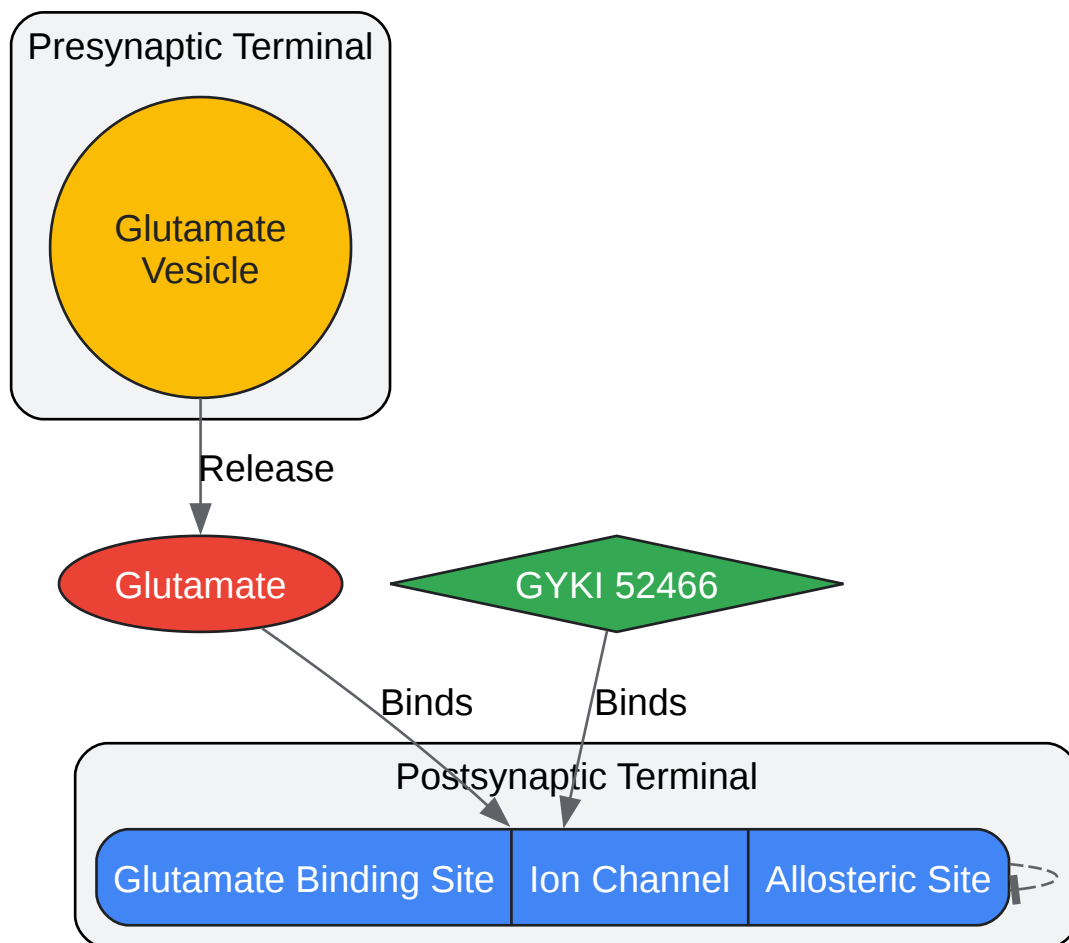 Presynaptic Terminal
Glutamate
Vesicle
Release
Glutamate
GYKI 52466
Binds
Binds
Postsynaptic Terminal
Glutamate Binding Site
Ion Channel
Allosteric Site